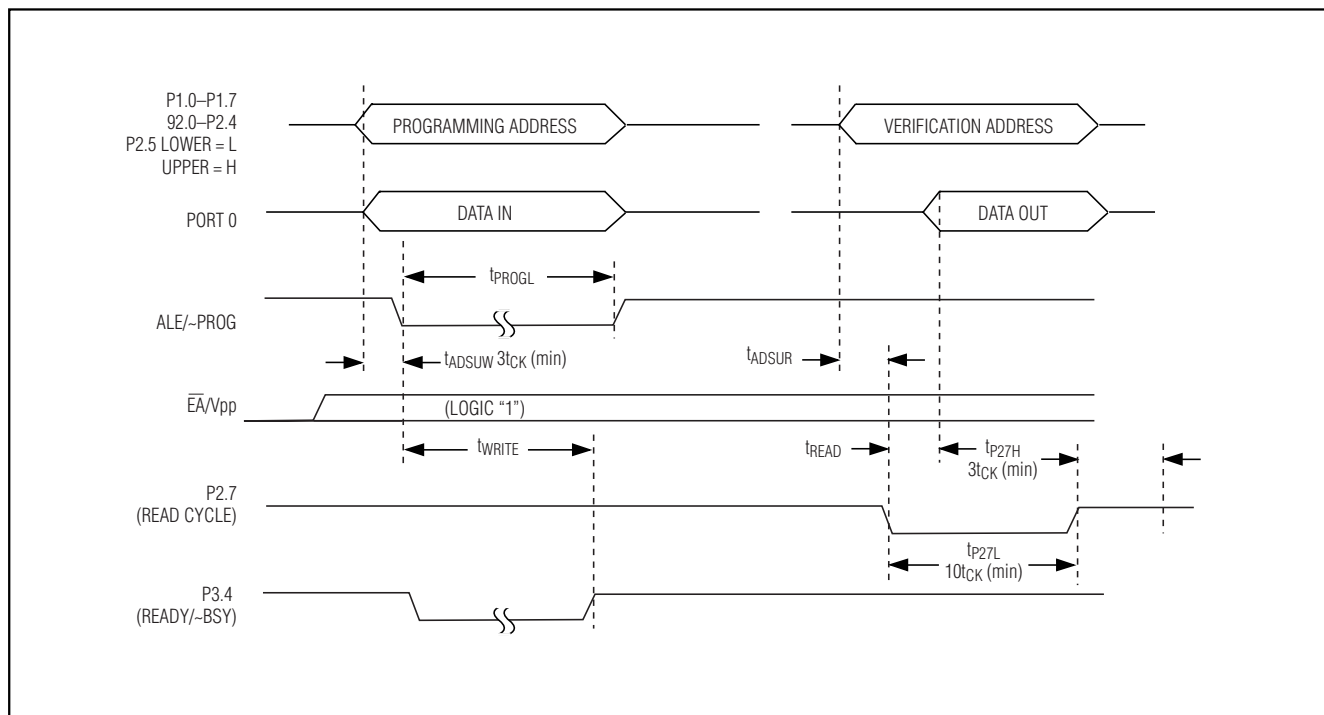 P1.0–P1.7
92.0–P2.4
P2.5 LOWER = L
UPPER = H
PROGRAMMING ADDRESS
VERIFICATION ADDRESS
PORT 0
DATA IN
DATA OUT
tPROGL
ALE/~PROG
tADSUW 3tCK (min)
tADSUR
EA/Vpp
(LOGIC “1”)
tWRITE
tREAD
tP27H
3tCK (min)
P2.7
(READ CYCLE)
tP27L
10tCK (min)
P3.4
(READY/~BSY)